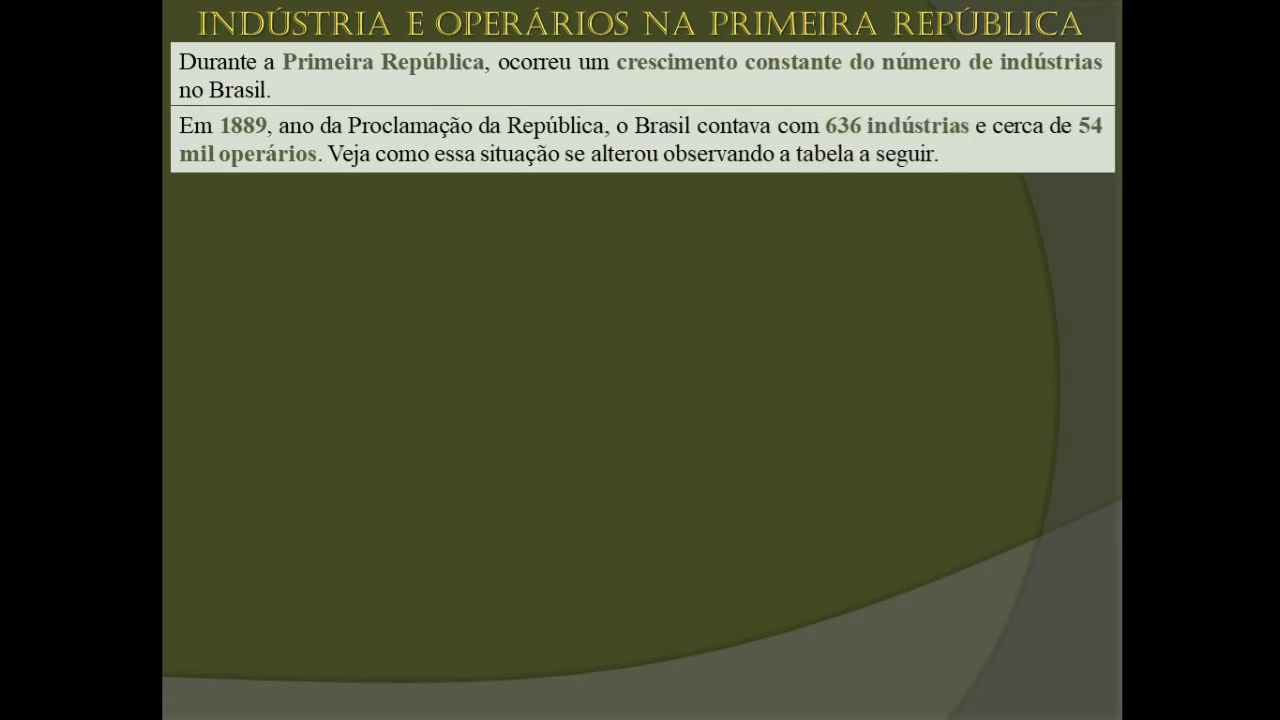 INDÚSTRIA E OPERÁRIOS NA PRIMEIRA REPÚBLICA
Durante a Primeira República, ocorreu um crescimento constante do número de indústrias
no Brasil.
Em 1889, ano da Proclamação da República, o Brasil contava com 636 indústrias e cerca de 54
mil operários. Veja como essa situação se alterou observando a tabela a seguir.